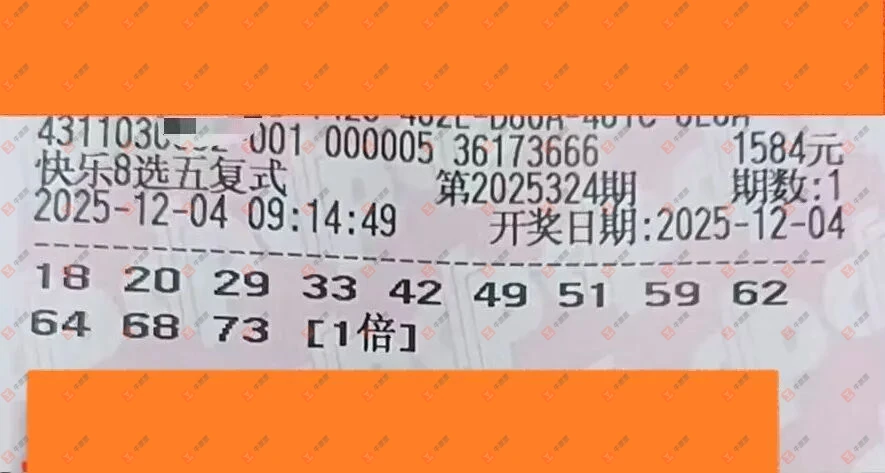 4311030 001 000005 36173666 1584元
快乐8选五复式 第2025324期 期数:1
2025-12-04 09:14:49 开奖日期:2025-12-04
18 20 29 33 42 49 51 59 62
64 68 73 [1倍]